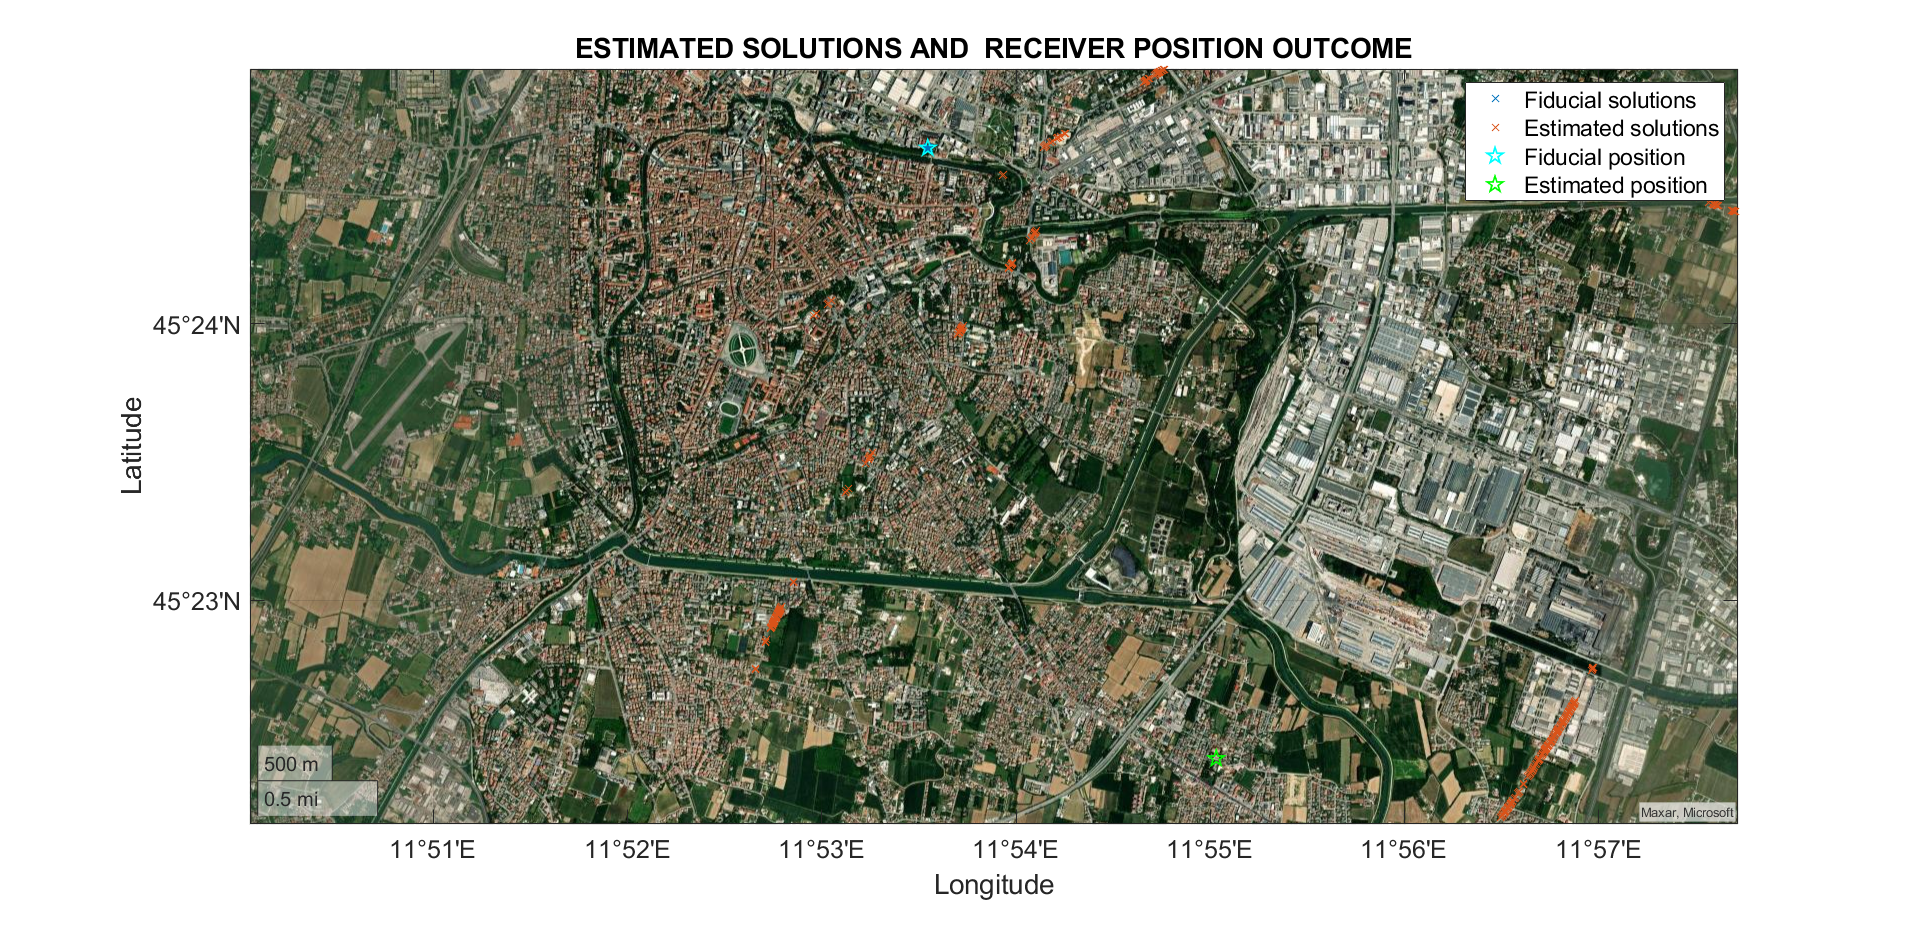 ESTIMATED SOLUTIONS AND  RECEIVER POSITION OUTCOME
Fiducial solutions
Estimated solutions
Fiducial position
Estimated position
45°24'N
45°23'N
Latitude
500 m
0.5 mi
Maxar, Microsoft
11°51'E
11°52'E
11°53'E
11°54'E
11°55'E
11°56'E
11°57'E
Longitude